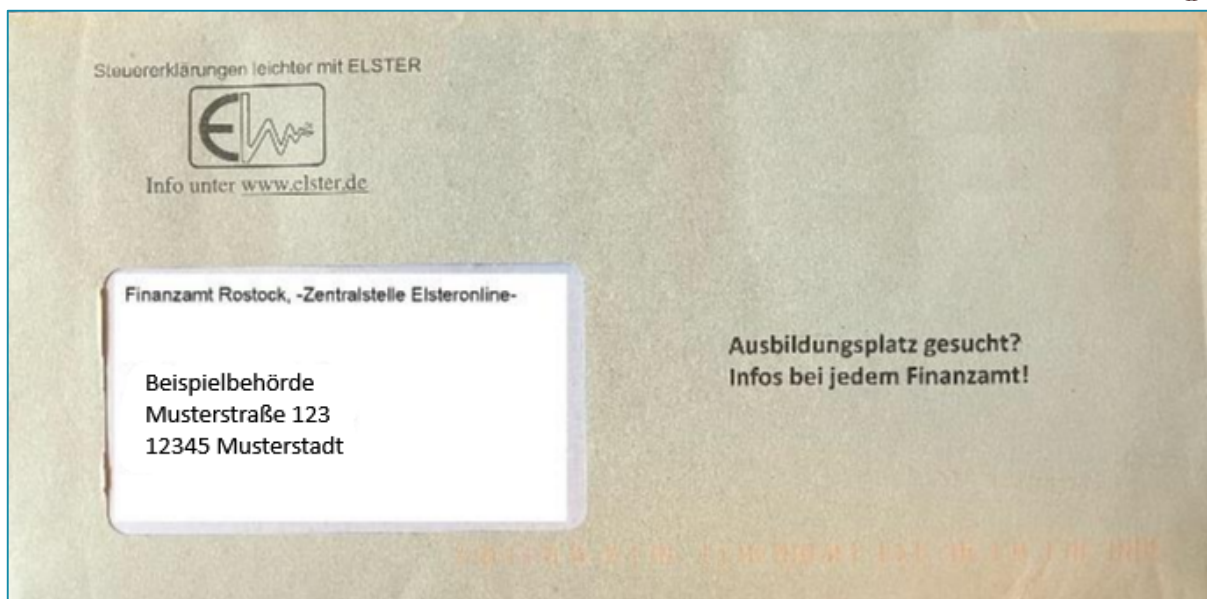 Steuererklärungen leichter mit ELSTER
Info unter www.elster.de
Finanzamt Rostock, -Zentralstelle Elsteronline-
Beispielbehörde
Musterstraße 123
12345 Musterstadt
Ausbildungsplatz gesucht?
Infos bei jedem Finanzamt!